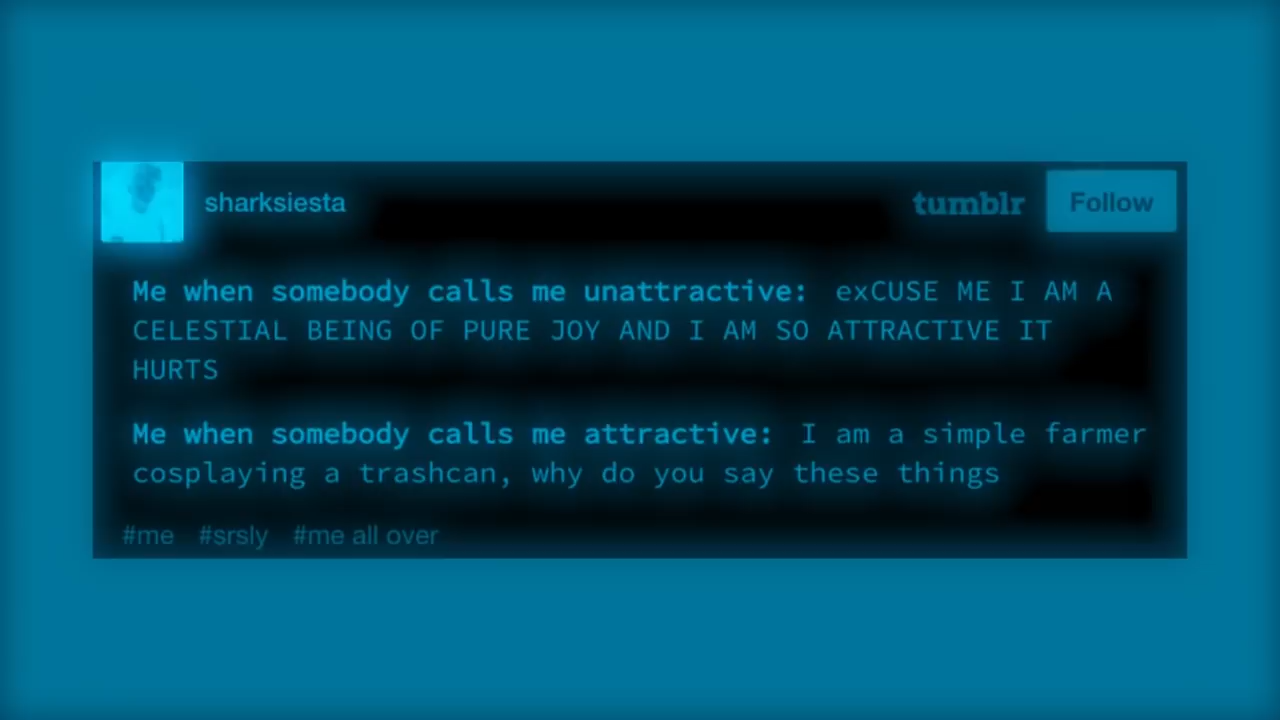 sharksiesta tumblr Follow
Me when somebody calls me unattractive: exCUSE ME I AM A
CELESTIAL BEING OF PURE JOY AND I AM SO ATTRACTIVE IT
HURTS
Me when somebody calls me attractive: I am a simple farmer
cosplaying a trashcan, why do you say these things
#me #srsly #me all over